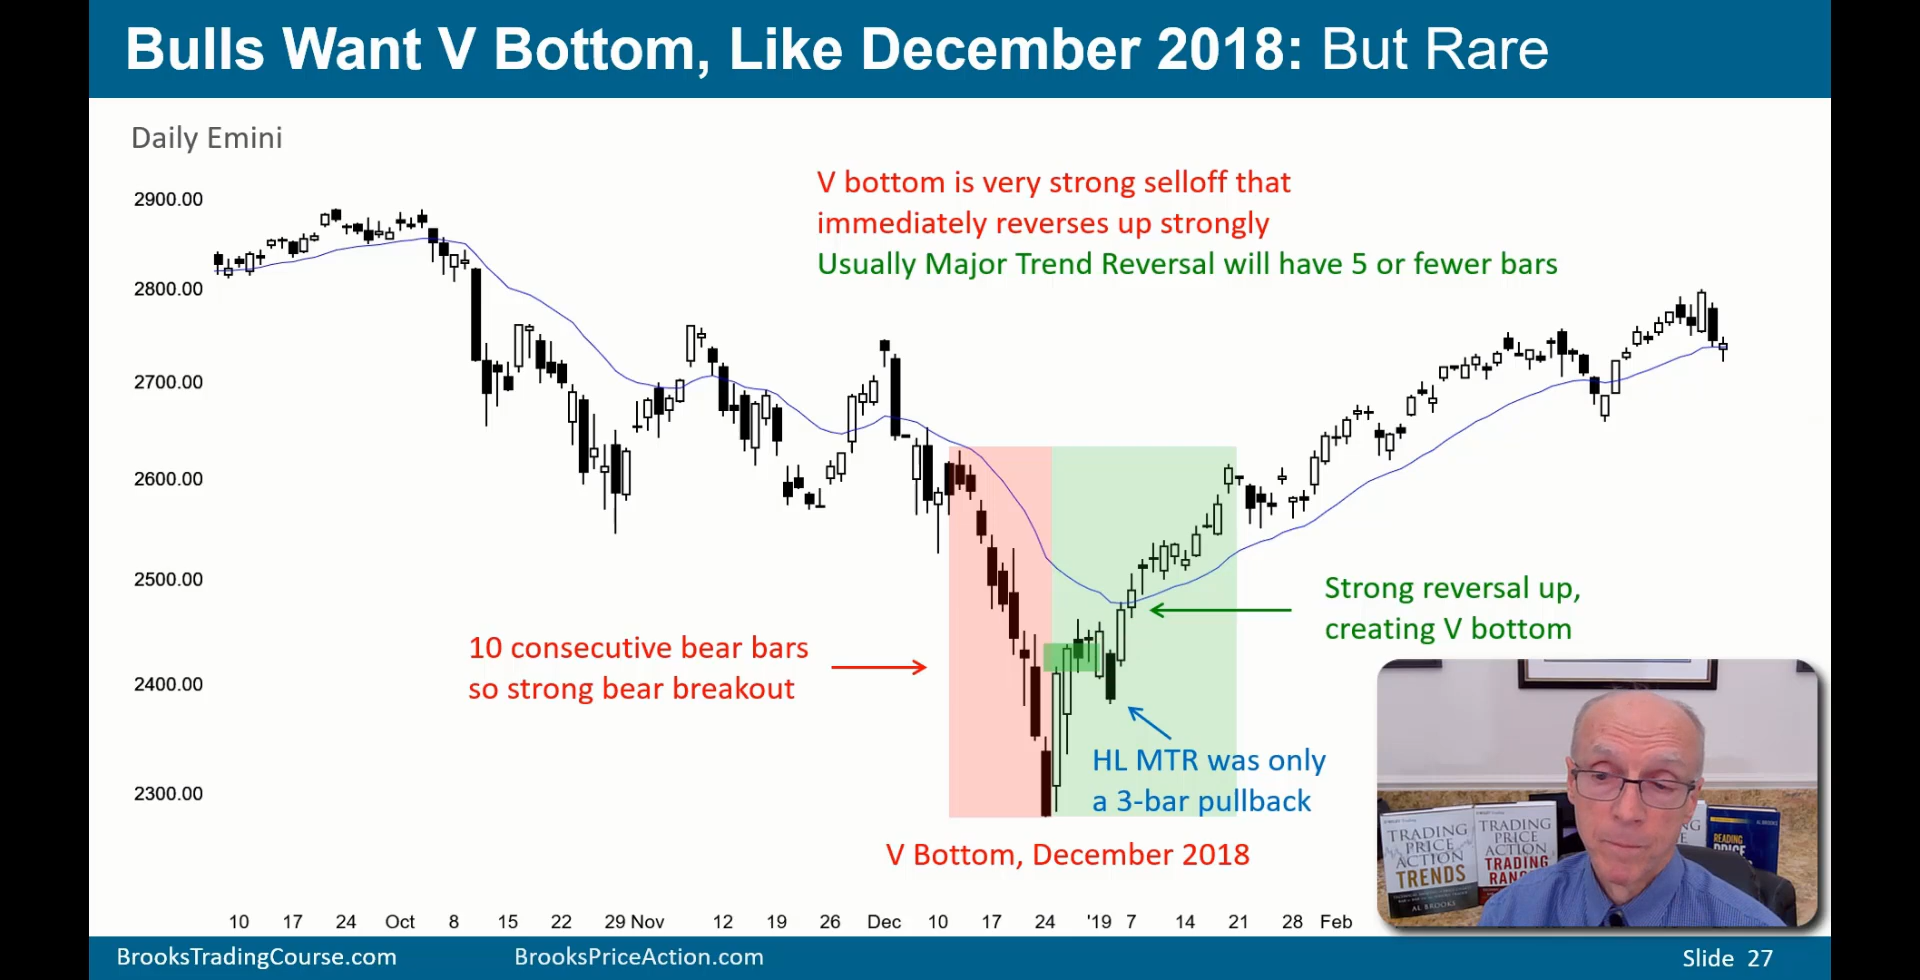 Bulls Want V Bottom, Like December 2018: But Rare
Daily Emini
V bottom is very strong selloff that
immediately reverses up strongly
Usually Major Trend Reversal will have 5 or fewer bars
2900.00
2800.00
2700.00
2600.00
2500.00
2400.00
2300.00
10 consecutive bear bars
so strong bear breakout
Strong reversal up,
creating V bottom
HL MTR was only
a 3-bar pullback
V Bottom, December 2018
10 17 24 Oct 8 15 22 29 Nov 12 19 26 Dec 10 17 24 '19 7 14 21 28 Feb
TRADING
PRICE
ACTION
TRENDS
AL BROOKS
TRADING
PRICE
ACTION
TRADING
READING
BrooksTradingCourse.com
BrooksPriceAction.com
Slide 27